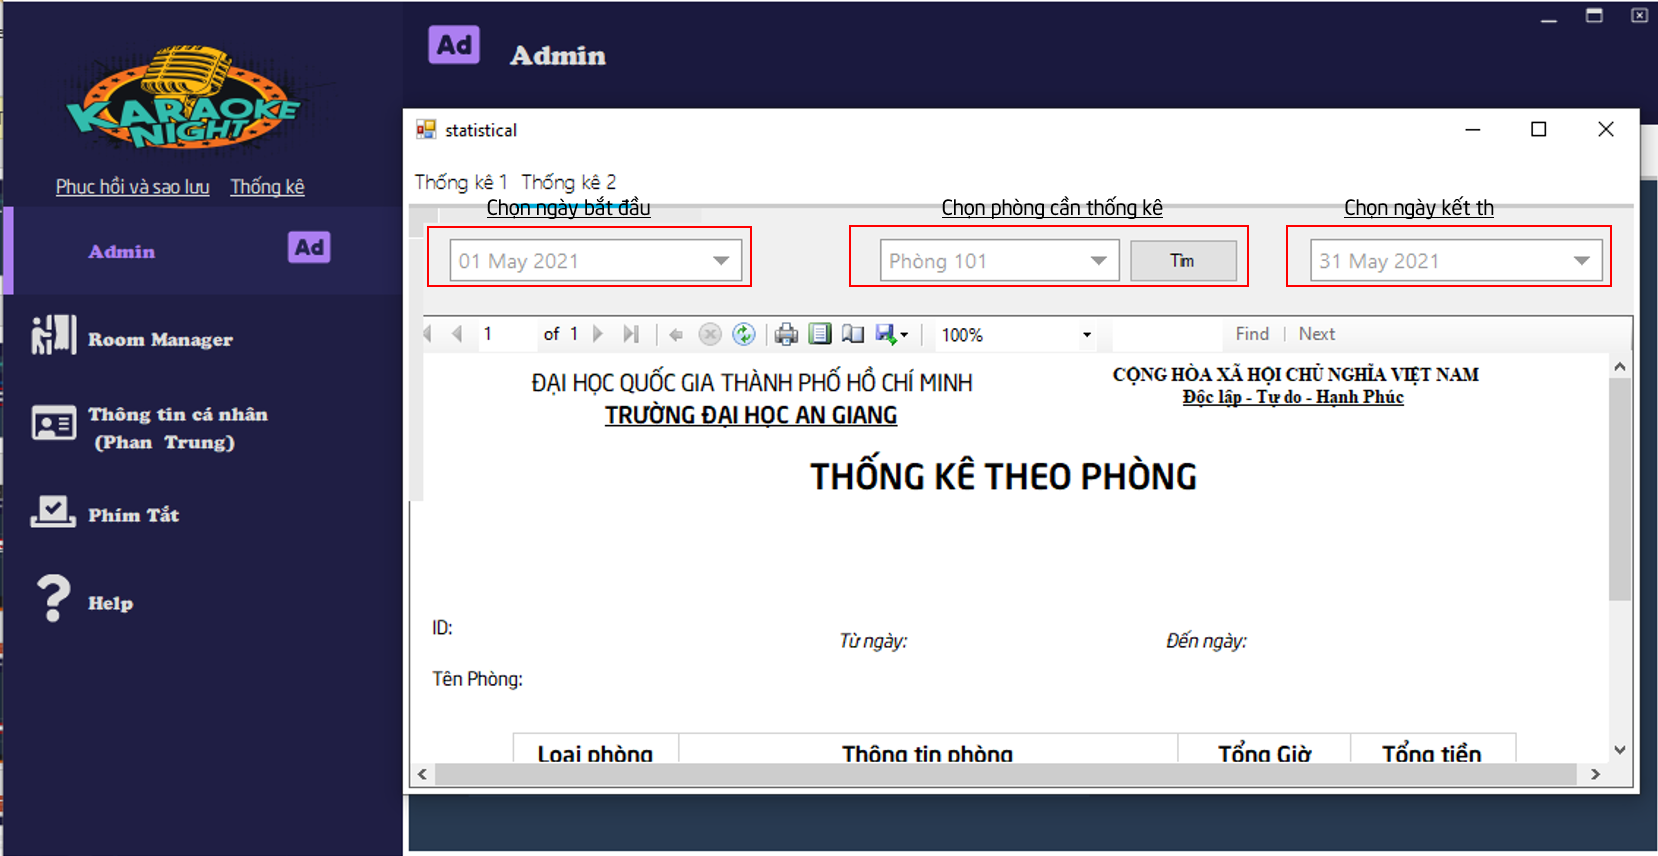 KARAOKE
NIGHT
Phục hồi và sao lưu
Thống kê
Admin
Ad
Room Manager
Thông tin cá nhân
(Phan Trung)
Phím Tắt
Help
Ad
Admin
statistical
Thống kê 1
Thống kê 2
Chọn ngày bắt đầu
Chọn phòng cần thống kê
Chọn ngày kết th
01 May 2021
Phòng 101
Tìm
31 May 2021
1 of 1
100%
Find | Next
ĐẠI HỌC QUỐC GIA THÀNH PHỐ HỒ CHÍ MINH
TRƯỜNG ĐẠI HỌC AN GIANG
CỘNG HÒA XÃ HỘI CHỦ NGHĨA VIỆT NAM
Độc lập - Tự do - Hạnh Phúc
THỐNG KÊ THEO PHÒNG
ID:
Từ ngày:
Đến ngày:
Tên Phòng:
Loại phòng
Thông tin phòng
Tổng Giờ
Tổng tiền